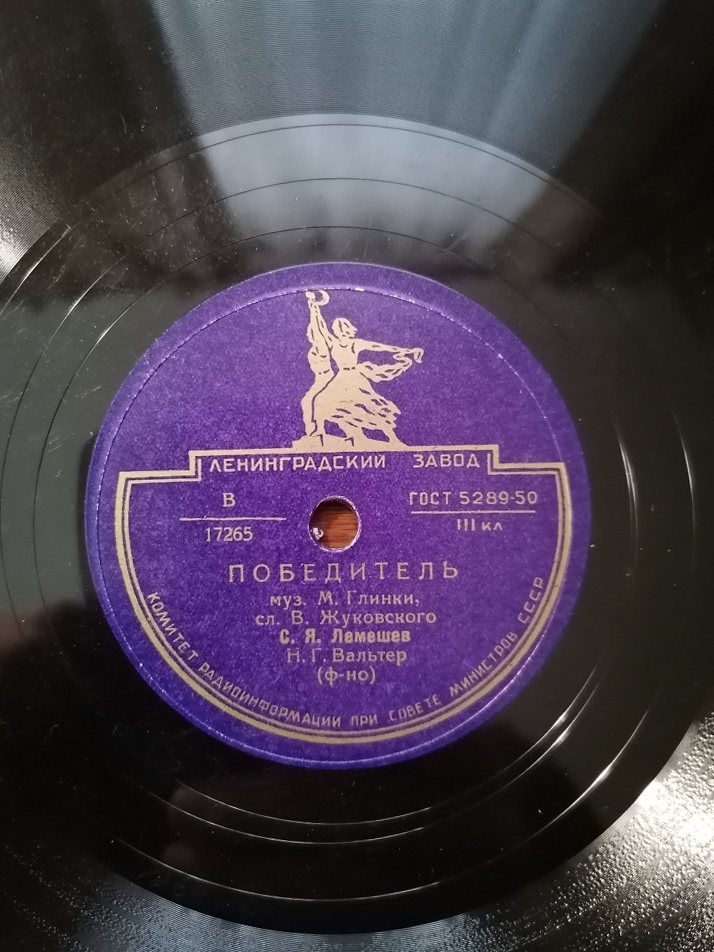 ЛЕНИНГРАДСКИЙ ЗАВОД
В
17265
ГОСТ 5289-50
III кл
ПОБЕДИТЕЛЬ
муз. М. Глинки,
сл. В. Жуковского
С. Я. Лемешев
Н. Г. Вальтер
(ф-но)
КОМИТЕТ РАДИОИНФОРМАЦИИ ПРИ СОВЕТЕ МИНИСТРОВ СССР